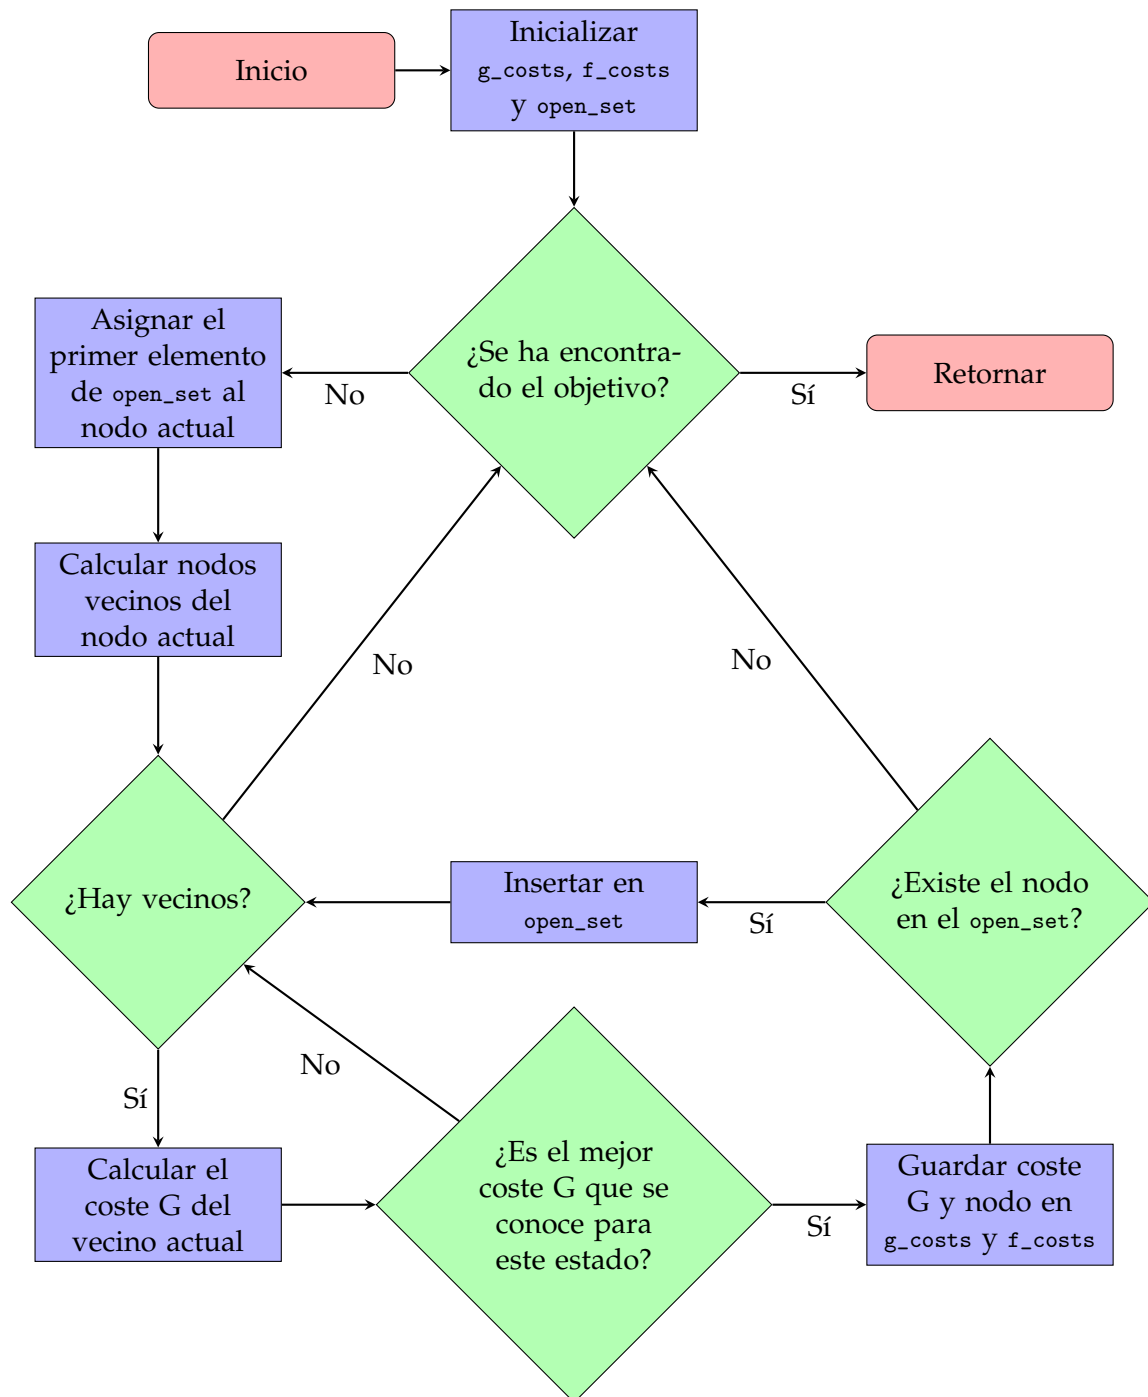 Inicio
Inicializar
g_costs, f_costs
y open_set
Asignar el
primer elemento
de open_set al
nodo actual
No
¿Se ha encontra-
do el objetivo?
Sí
Retornar
Calcular nodos
vecinos del
nodo actual
No
No
¿Hay vecinos?
Insertar en
open_set
Sí
¿Existe el nodo
en el open_set?
No
Sí
Calcular el
coste G del
vecino actual
¿Es el mejor
coste G que se
conoce para
este estado?
Sí
Guardar coste
G y nodo en
g_costs y f_costs